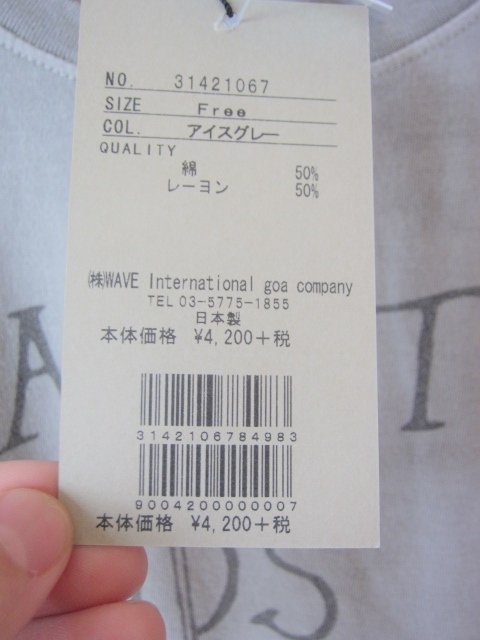 NO. 31421067
SIZE Free
COL. アイスグレー
QUALITY
綿 50%
レーヨン 50%
㈱WAVE International goa company
TEL 03-5775-1855
日本製
本体価格 ¥4,200+税
3142106784983
9004200000007
本体価格 ¥4,200+税